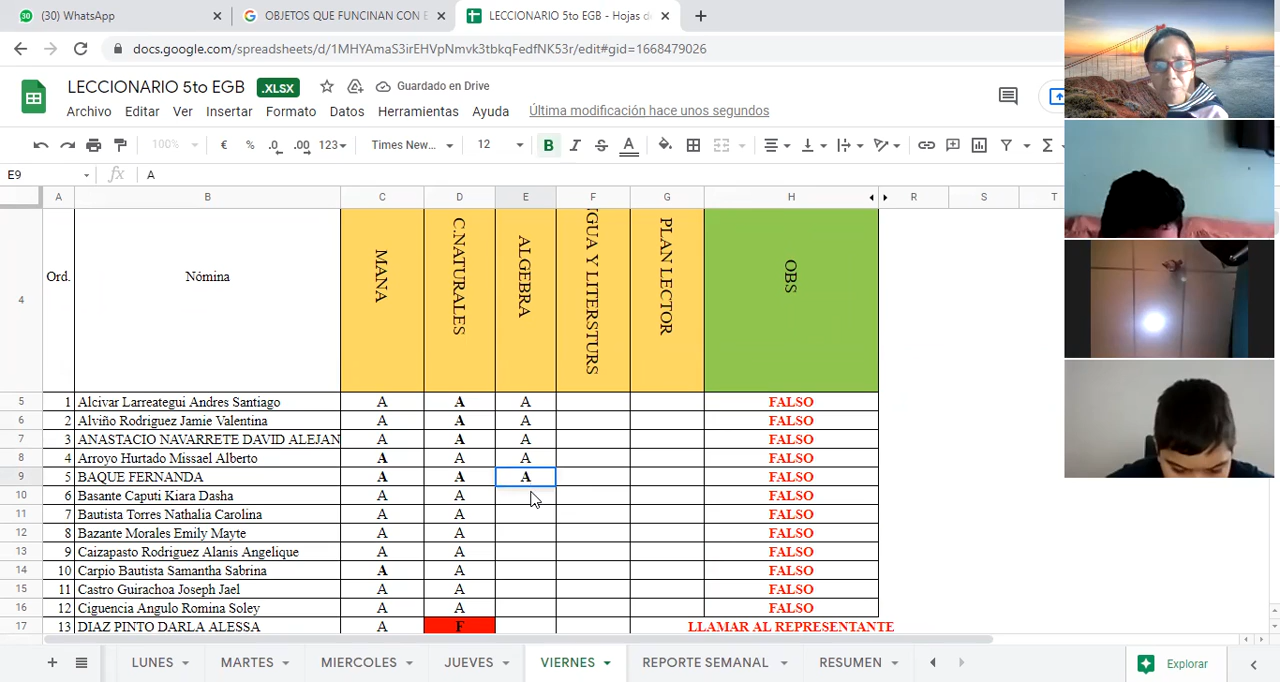 (30) WhatsApp
OBJETOS QUE FUNCINAN CON E
LECCIONARIO 5to EGB - Hojas de
docs.google.com/spreadsheets/d/1MHYAmaS3irEHVpNmvk3tbkqFedfNK53r/edit#gid=1668479026
LECCIONARIO 5to EGB .XLSX Guardado en Drive
Archivo Editar Ver Insertar Formato Datos Herramientas Ayuda Última modificación hace unos segundos
100% € % .0 .00 123 Times New... 12 B I S A Σ
E9 fx A
A B C D E F G H R S T
4 Ord. Nómina MANA C.NATURALES ALGEBRA NGUA Y LITERSTURS PLAN LECTOR OBS
5 1 Alcivar Larreategui Andres Santiago A A A FALSO
6 2 Alviño Rodriguez Jamie Valentina A A A FALSO
7 3 ANASTACIO NAVARRETE DAVID ALEJAN A A A FALSO
8 4 Arroyo Hurtado Missael Alberto A A A FALSO
9 5 BAQUE FERNANDA A A A FALSO
10 6 Basante Caputi Kiara Dasha A A FALSO
11 7 Bautista Torres Nathalia Carolina A A FALSO
12 8 Bazante Morales Emily Mayte A A FALSO
13 9 Caizapasto Rodriguez Alanis Angelique A A FALSO
14 10 Carpio Bautista Samantha Sabrina A A FALSO
15 11 Castro Guirachoa Joseph Jael A A FALSO
16 12 Ciguencia Angulo Romina Soley A A FALSO
17 13 DIAZ PINTO DARLA ALESSA A F LLAMAR AL REPRESENTANTE
LUNES MARTES MIERCOLES JUEVES VIERNES REPORTE SEMANAL RESUMEN Explorar